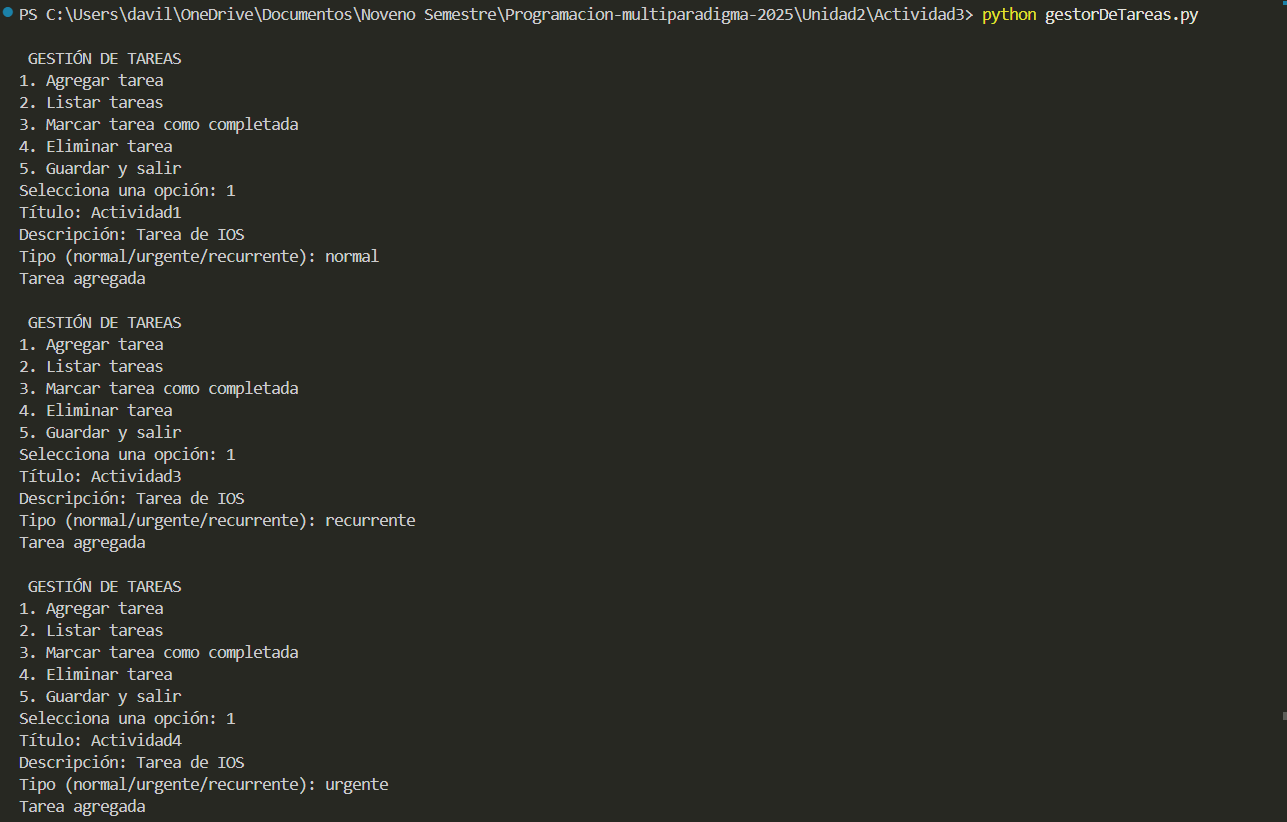 PS C:\Users\davil\OneDrive\Documentos\Noveno Semestre\Programacion-multiparadigma-2025\Unidad2\Actividad3> python gestorDeTareas.py
GESTIÓN DE TAREAS
1. Agregar tarea
2. Listar tareas
3. Marcar tarea como completada
4. Eliminar tarea
5. Guardar y salir
Selecciona una opción: 1
Título: Actividad1
Descripción: Tarea de IOS
Tipo (normal/urgente/recurrente): normal
Tarea agregada
GESTIÓN DE TAREAS
1. Agregar tarea
2. Listar tareas
3. Marcar tarea como completada
4. Eliminar tarea
5. Guardar y salir
Selecciona una opción: 1
Título: Actividad3
Descripción: Tarea de IOS
Tipo (normal/urgente/recurrente): recurrente
Tarea agregada
GESTIÓN DE TAREAS
1. Agregar tarea
2. Listar tareas
3. Marcar tarea como completada
4. Eliminar tarea
5. Guardar y salir
Selecciona una opción: 1
Título: Actividad4
Descripción: Tarea de IOS
Tipo (normal/urgente/recurrente): urgente
Tarea agregada